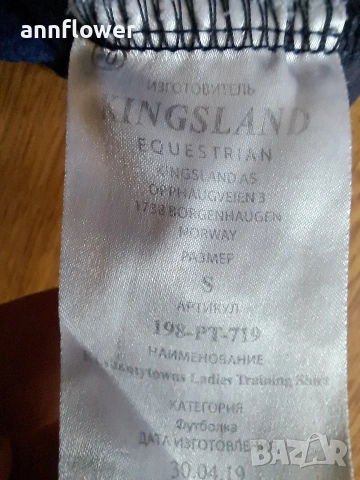 annflower
ИЗГОТОВИТЕЛЬ
KINGSLAND
EQUESTRIAN
KINGSLAND AS
OPPHAUGVEIEN 3
1738 BORGENHAUGEN
NORWAY
РАЗМЕР
S
АРТИКУЛ
198-PT-719
НАИМЕНОВАНИЕ
Ladies Training Shirt
КАТЕГОРИЯ
Футболка
ДАТА ИЗГОТОВЛЕ
30.04.19
BAZAR
annflower